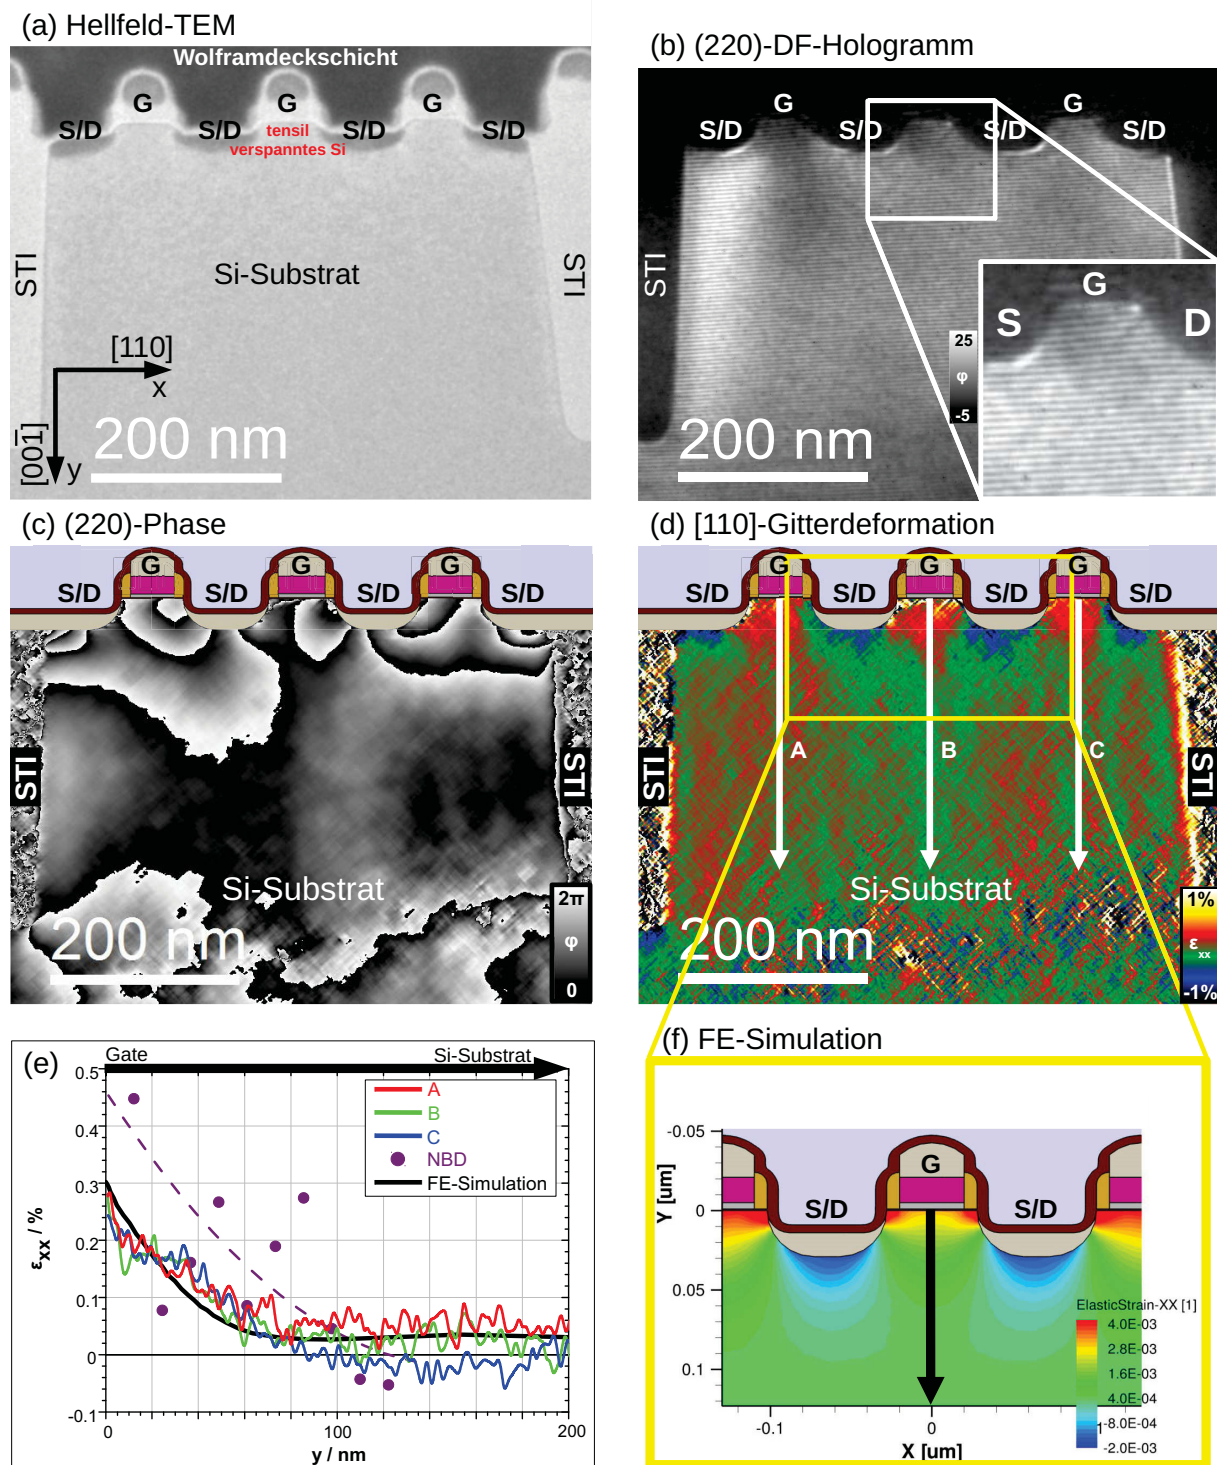 (a) Hellfeld-TEM
Wolframdeckschicht
G
G
G
S/D
S/D
S/D
S/D
tensil
verspanntes Si
STI
STI
Si-Substrat
[110]
x
[001̅]
y
200 nm
(b) (220)-DF-Hologramm
G
G
S/D
S/D
S/D
S/D
STI
G
S
D
25
φ
-5
200 nm
(c) (220)-Phase
G
G
G
S/D
S/D
S/D
S/D
STI
STI
Si-Substrat
200 nm
2π
φ
0
(d) [110]-Gitterdeformation
G
G
G
S/D
S/D
S/D
S/D
A
B
C
STI
STI
Si-Substrat
200 nm
1%
εxx
-1%
(e)
Gate
Si-Substrat
0.5
0.4
0.3
0.2
0.1
0
-0.1
εxx / %
A
B
C
NBD
FE-Simulation
0
100
200
y / nm
(f) FE-Simulation
-0.05
0
0.05
0.1
Y [um]
G
S/D
S/D
ElasticStrain-XX [1]
4.0E-03
2.8E-03
1.6E-03
4.0E-04
-8.0E-04
-2.0E-03
-0.1
0
1
X [um]